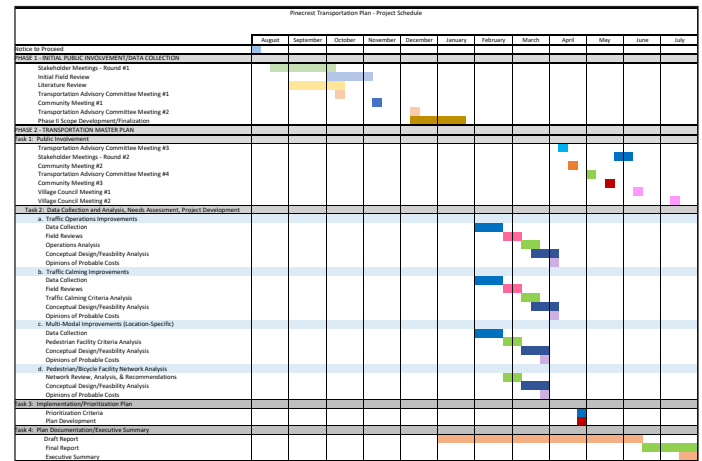 Pinecrest Transportation Plan - Project Schedule
August September October November December January February March April May June July
Notice to Proceed
PHASE 1 - INITIAL PUBLIC INVOLVEMENT/DATA COLLECTION
Stakeholder Meetings - Round #1
Initial Field Review
Literature Review
Transportation Advisory Committee Meeting #1
Community Meeting #1
Transportation Advisory Committee Meeting #2
Phase II Scope Development/Finalization
PHASE 2 - TRANSPORTATION MASTER PLAN
Task 1: Public Involvement
Transportation Advisory Committee Meeting #3
Stakeholder Meetings - Round #2
Community Meeting #2
Transportation Advisory Committee Meeting #4
Community Meeting #3
Village Council Meeting #1
Village Council Meeting #2
Task 2: Data Collection and Analysis, Needs Assessment, Project Development
a. Traffic Operations Improvements
Data Collection
Field Reviews
Operations Analysis
Conceptual Design/Feasbility Analysis
Opinions of Probable Costs
b. Traffic Calming Improvements
Data Collection
Field Reviews
Traffic Calming Criteria Analysis
Conceptual Design/Feasbility Analysis
Opinions of Probable Costs
c. Multi-Modal Improvements (Location-Specific)
Data Collection
Pedestrian Facility Criteria Analysis
Conceptual Design/Feasbility Analysis
Opinions of Probable Costs
d. Pedestrian/Bicycle Facility Network Analysis
Network Review, Analysis, & Recommendations
Conceptual Design/Feasbility Analysis
Opinions of Probable Costs
Task 3: Implementation/Prioritization Plan
Prioritization Criteria
Plan Development
Task 4: Plan Documentation/Executive Summary
Draft Report
Final Report
Executive Summary